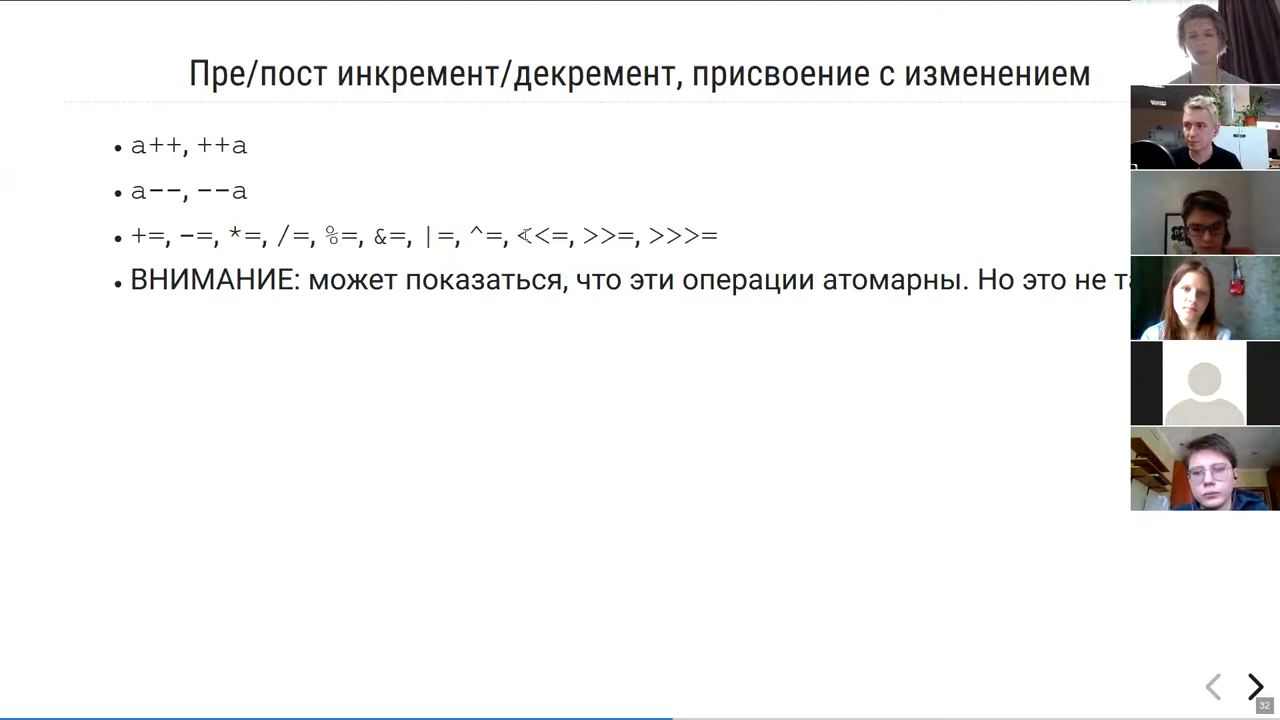 Пре/пост инкремент/декремент, присвоение с изменением
• a++, ++a
• a--, --a
• +=, -=, *=, /=, %=, &=, |=, ^=, <<=, >>=, >>>=
• ВНИМАНИЕ: может показаться, что эти операции атомарны. Но это не
32